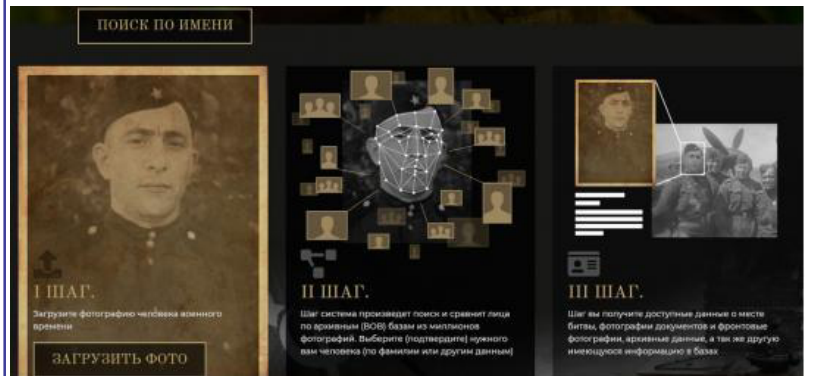 ПОИСК ПО ИМЕНИ
I ШАГ.
Загрузите фотографию человека военного
времени
ЗАГРУЗИТЬ ФОТО
II ШАГ.
Шаг система произведет поиск и сравнит лица
по архивным (ВОВ) базам из миллионов
фотографий. Выберите (подтвердите) нужного
вам человека (по фамилии или другим данным)
III ШАГ.
Шаг вы получите доступные данные о месте
битвы, фотографии документов и фронтовые
фотографии, архивные данные, а так же другую
имеющуюся информацию в базах